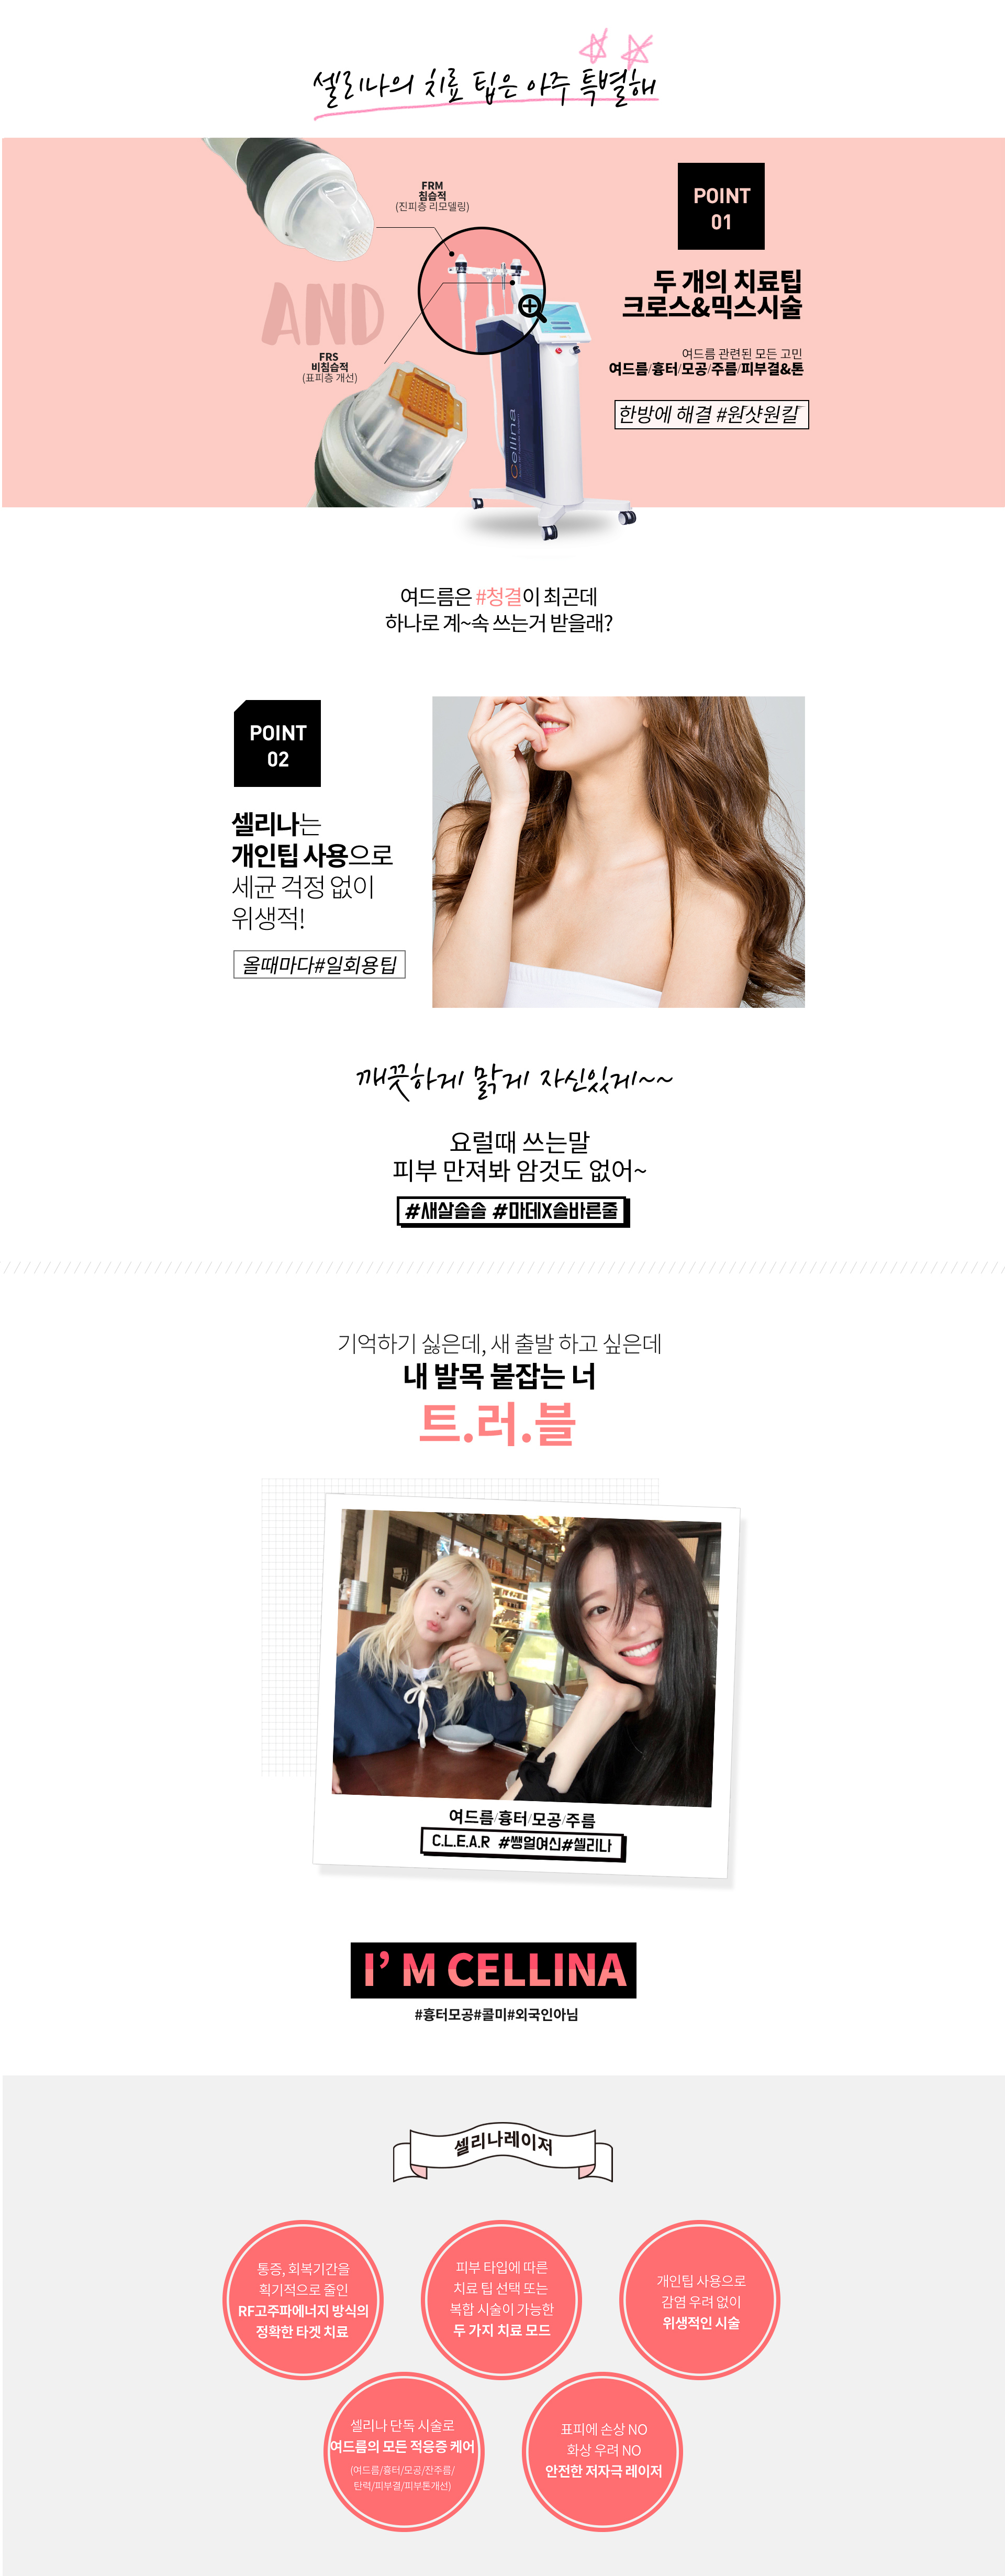 셀리나의 치료 팁은 아주 특별해
FRM
침습적
(진피층 리모델링)
AND
FRS
비침습적
(표피층 개선)
cellina
POINT
01
두 개의 치료팁
크로스&믹스시술
여드름 관련된 모든 고민
여드름/흉터/모공/주름/피부결&톤
한방에 해결 #원샷원킬
여드름은 #청결이 최곤데
하나로 계~속 쓰는거 받을래?
POINT
02
셀리나는
개인팁 사용으로
세균 걱정 없이
위생적!
올때마다#일회용팁
깨끗하게 맑게 자신있게~~
요럴때 쓰는말
피부 만져봐 암것도 없어~
#새살솔솔 #마데X솔바른줄
기억하기 싫은데, 새 출발 하고 싶은데
내 발목 붙잡는 너
트.러.블
여드름/흉터/모공/주름
C.L.E.A.R #쌩얼여신#셀리나
I’M CELLINA
#흉터모공#콜미#외국인아님
셀리나레이저
통증, 회복기간을
획기적으로 줄인
RF고주파에너지 방식의
정확한 타겟 치료
피부 타입에 따른
치료 팁 선택 또는
복합 시술이 가능한
두 가지 치료 모드
개인팁 사용으로
감염 우려 없이
위생적인 시술
셀리나 단독 시술로
여드름의 모든 적응증 케어
(여드름/흉터/모공/잔주름/
탄력/피부결/피부톤개선)
표피에 손상 NO
화상 우려 NO
안전한 저자극 레이저